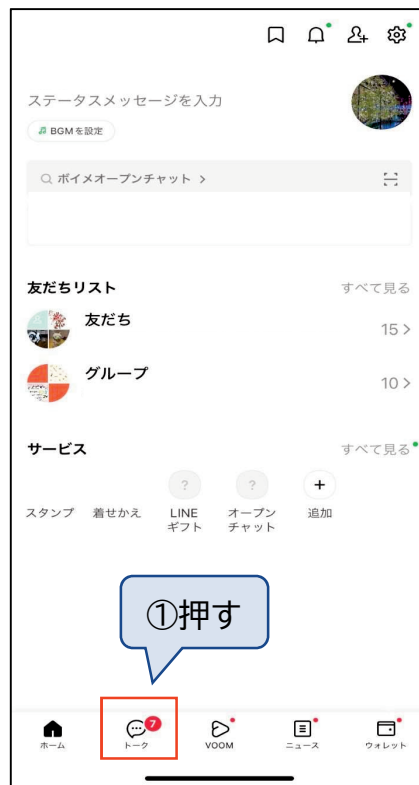 ステータスメッセージを入力
BGMを設定
ボイメオープンチャット >
友だちリスト すべて見る
友だち 15 >
グループ 10 >
サービス すべて見る
? ? +
スタンプ 着せかえ LINE オープン 追加
ギフト チャット
①押す
7
ホーム トーク VOOM ニュース ウォレット